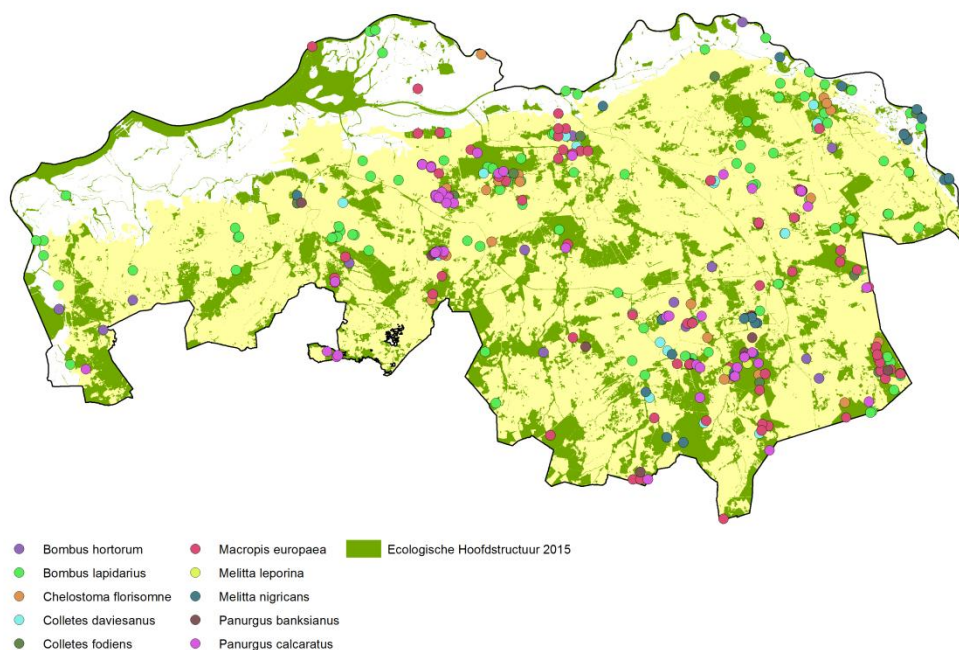 Bombus hortorum
Bombus lapidarius
Chelostoma florisomne
Colletes daviesanus
Colletes fodiens
Macropis europaea
Melitta leporina
Melitta nigricans
Panurgus banksianus
Panurgus calcaratus
Ecologische Hoofdstructuur 2015